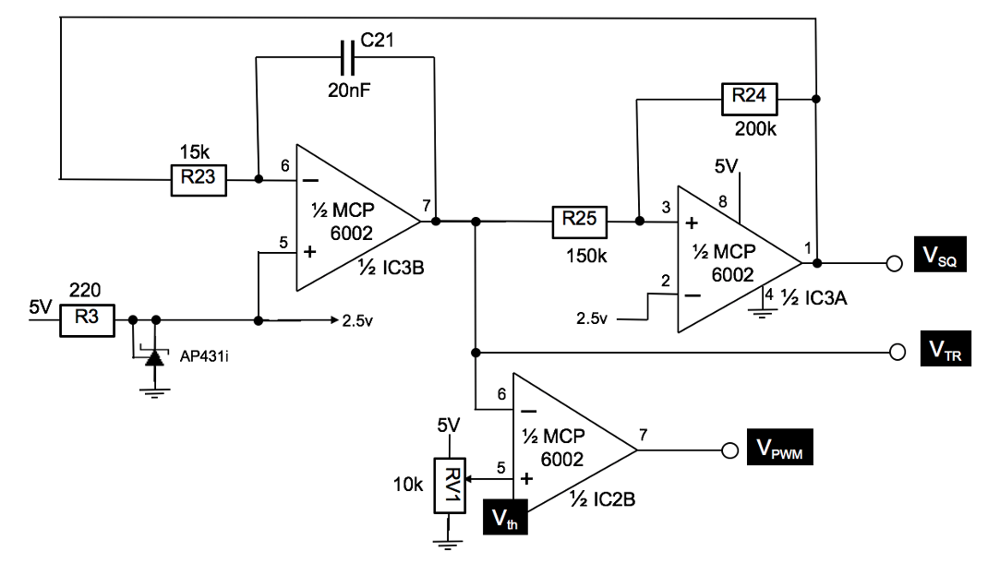 C21
20nF
R24
200k
15k
R23
6
−
½ MCP
6002
7
5
+
½ IC3B
R25
150k
5V
8
3
+
½ MCP
6002
1
2
−
4
½ IC3A
2.5v
VSQ
220
5V
R3
2.5v
AP431i
VTR
6
−
½ MCP
6002
7
VPWM
5V
10k
RV1
5
+
½ IC2B
Vth